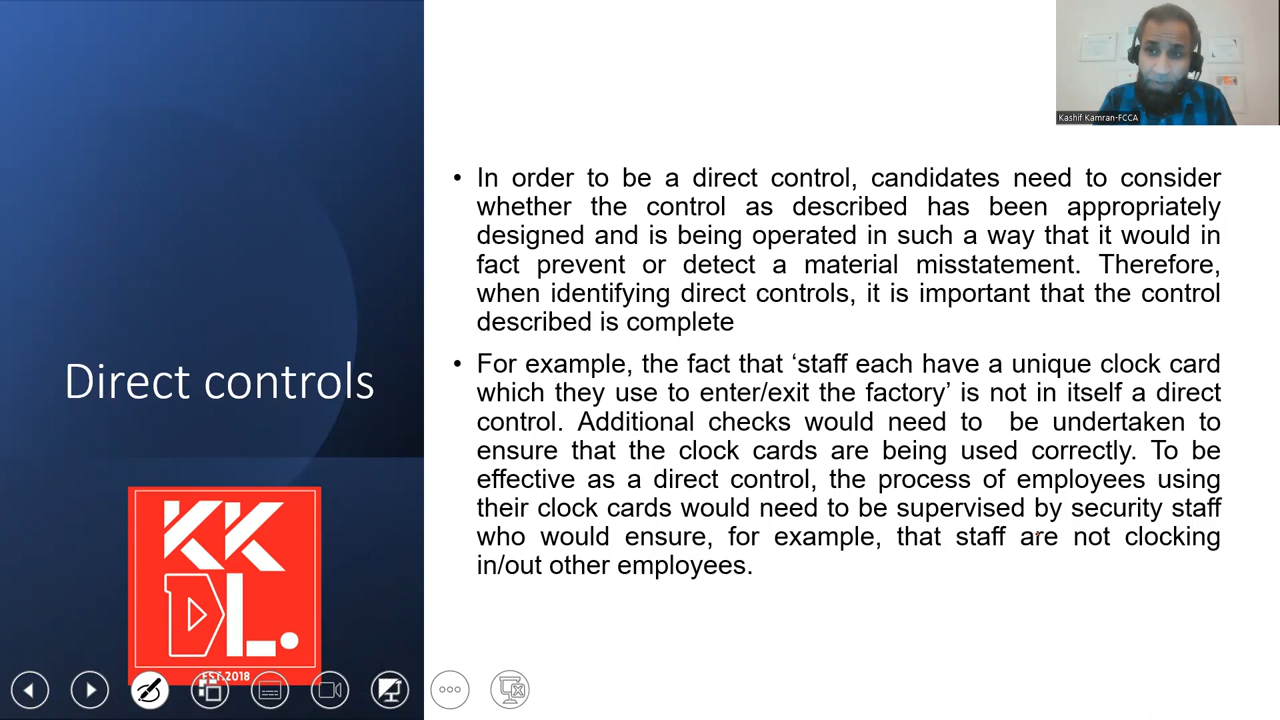 Kashif Kamran-FCCA
Direct controls
• In order to be a direct control, candidates need to consider
whether the control as described has been appropriately
designed and is being operated in such a way that it would in
fact prevent or detect a material misstatement. Therefore,
when identifying direct controls, it is important that the control
described is complete
• For example, the fact that ‘staff each have a unique clock card
which they use to enter/exit the factory’ is not in itself a direct
control. Additional checks would need to be undertaken to
ensure that the clock cards are being used correctly. To be
effective as a direct control, the process of employees using
their clock cards would need to be supervised by security staff
who would ensure, for example, that staff are not clocking
in/out other employees.
KK
DL.
EST.2018